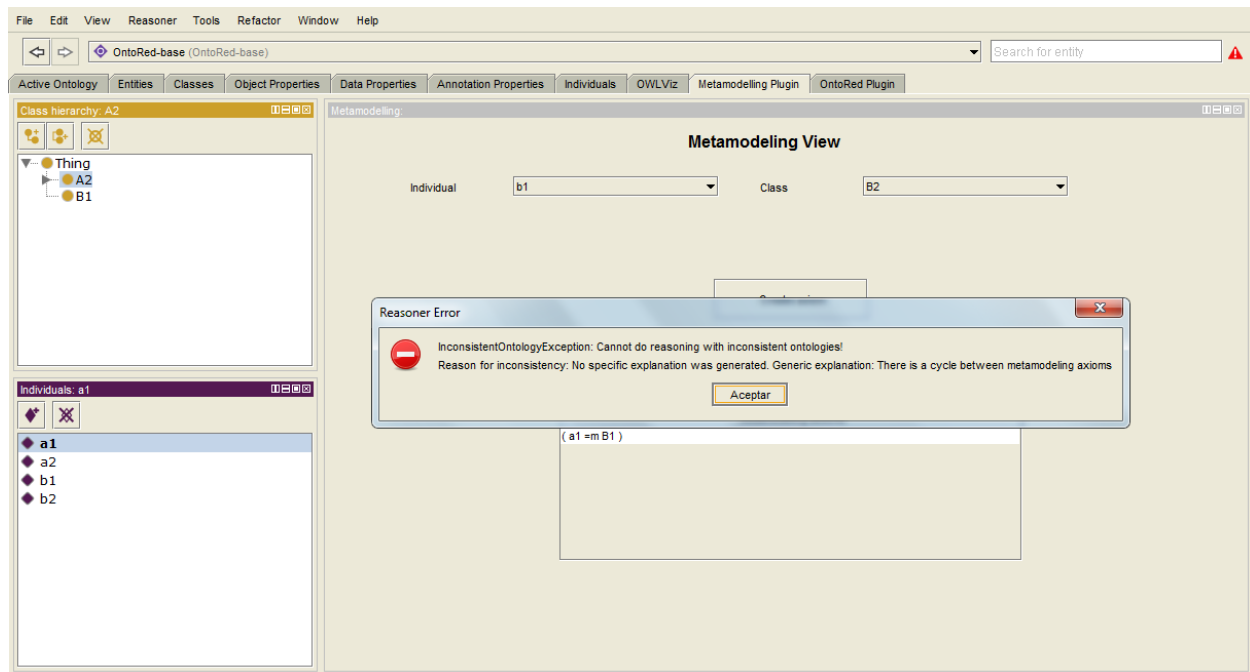 File Edit View Reasoner Tools Refactor Window Help
OntoRed-base (OntoRed-base)
Search for entity
Active Ontology Entities Classes Object Properties Data Properties Annotation Properties Individuals OWLViz Metamodelling Plugin OntoRed Plugin
Class hierarchy: A2
Thing
A2
B1
Individuals: a1
a1
a2
b1
b2
Metamodelling:
Metamodeling View
Individual b1 Class B2
Reasoner Error
InconsistentOntologyException: Cannot do reasoning with inconsistent ontologies!
Reason for inconsistency: No specific explanation was generated. Generic explanation: There is a cycle between metamodeling axioms
Aceptar
( a1 =m B1 )